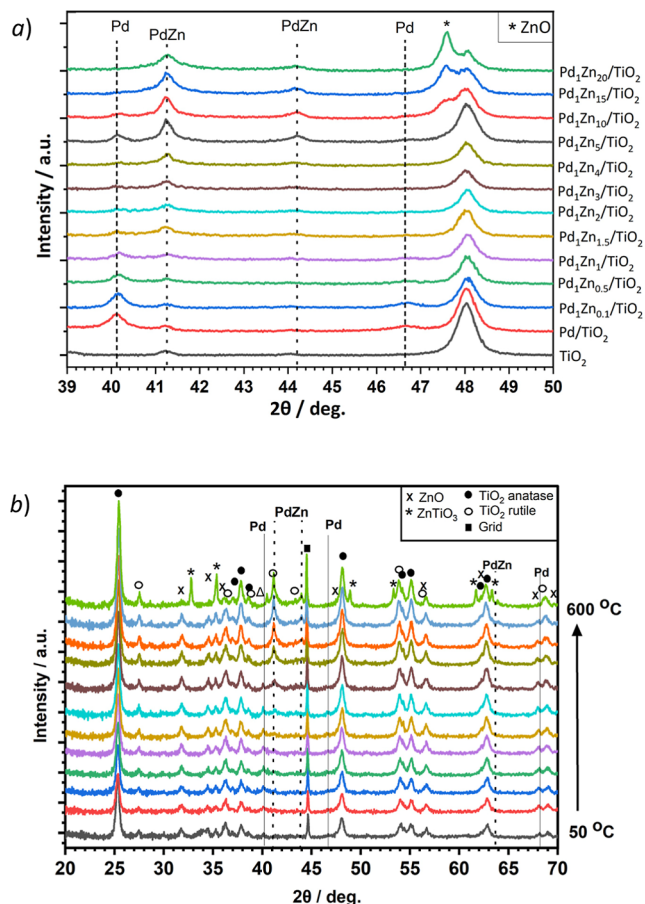 a)
Pd
PdZn
PdZn
Pd
*
* ZnO
Pd₁Zn₂₀/TiO₂
Pd₁Zn₁₅/TiO₂
Pd₁Zn₁₀/TiO₂
Pd₁Zn₅/TiO₂
Pd₁Zn₄/TiO₂
Pd₁Zn₃/TiO₂
Pd₁Zn₂/TiO₂
Pd₁Zn₁.₅/TiO₂
Pd₁Zn₁/TiO₂
Pd₁Zn₀.₅/TiO₂
Pd₁Zn₀.₁/TiO₂
Pd/TiO₂
TiO₂
Intensity / a.u.
39 40 41 42 43 44 45 46 47 48 49 50
2θ / deg.
b)
x ZnO
* ZnTiO₃
● TiO₂ anatase
○ TiO₂ rutile
■ Grid
Pd
PdZn
Pd
PdZn
Pd
600 ⁰C
50 ⁰C
Intensity / a.u.
20 25 30 35 40 45 50 55 60 65 70
2θ / deg.